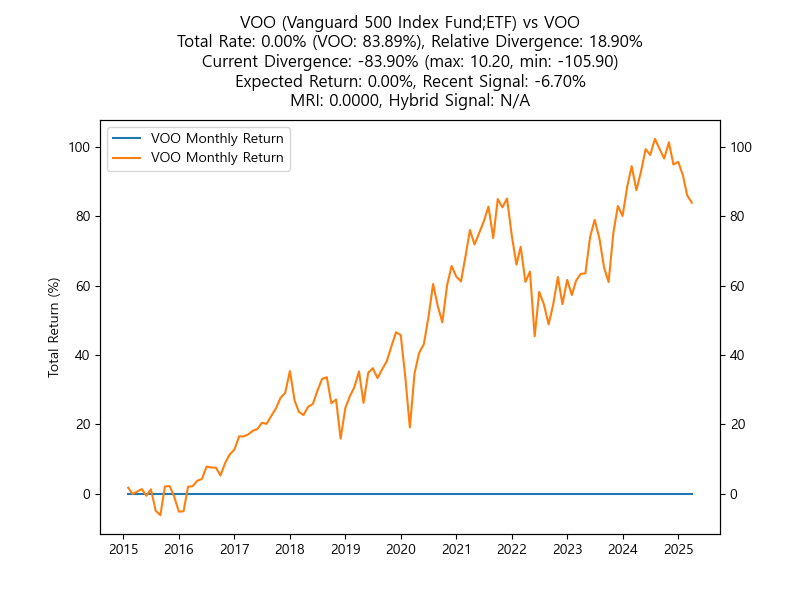 VOO (Vanguard 500 Index Fund;ETF) vs VOO
Total Rate: 0.00% (VOO: 83.89%), Relative Divergence: 18.90%
Current Divergence: -83.90% (max: 10.20, min: -105.90)
Expected Return: 0.00%, Recent Signal: -6.70%
MRI: 0.0000, Hybrid Signal: N/A
VOO Monthly Return
VOO Monthly Return
Total Return (%)
100
80
60
40
20
0
100
80
60
40
20
0
2015 2016 2017 2018 2019 2020 2021 2022 2023 2024 2025